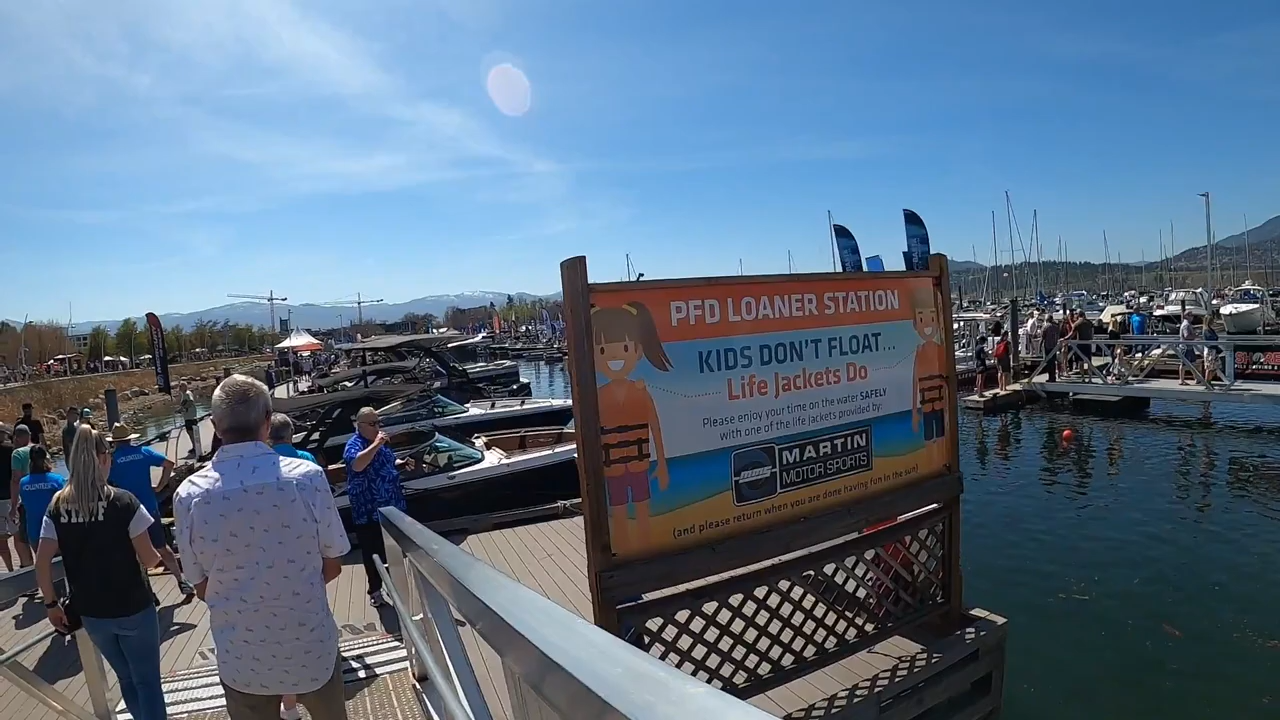 PFD LOANER STATION
KIDS DON'T FLOAT...
Life Jackets Do
Please enjoy your time on the water SAFELY
with one of the life jackets provided by:
MARTIN
MOTOR SPORTS
(and please return when you are done having fun in the sun)
STAFF
VOLUNTEER
VOLUNTEER